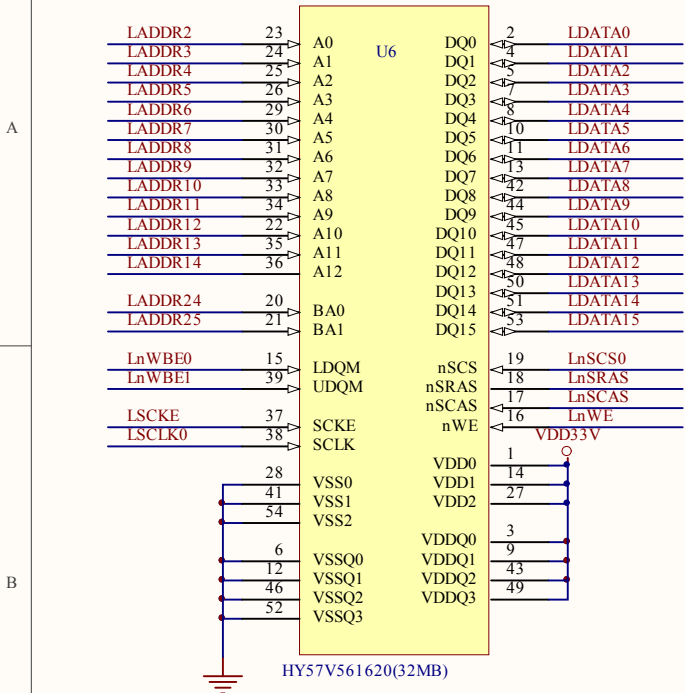 LADDR2 23 A0 U6 DQ0 2 LDATA0
LADDR3 24 A1 DQ1 4 LDATA1
LADDR4 25 A2 DQ2 5 LDATA2
LADDR5 26 A3 DQ3 7 LDATA3
A LADDR6 29 A4 DQ4 8 LDATA4
LADDR7 30 A5 DQ5 10 LDATA5
LADDR8 31 A6 DQ6 11 LDATA6
LADDR9 32 A7 DQ7 13 LDATA7
LADDR10 33 A8 DQ8 42 LDATA8
LADDR11 34 A9 DQ9 44 LDATA9
LADDR12 22 A10 DQ10 45 LDATA10
LADDR13 35 A11 DQ11 47 LDATA11
LADDR14 36 A12 DQ12 48 LDATA12
DQ13 50 LDATA13
LADDR24 20 BA0 DQ14 51 LDATA14
LADDR25 21 BA1 DQ15 53 LDATA15
LnWBE0 15 LDQM nSCS 19 LnSCS0
LnWBE1 39 UDQM nSRAS 18 LnSRAS
nSCAS 17 LnSCAS
LSCKE 37 SCKE nWE 16 LnWE
LSCLK0 38 SCLK VDD33V
VDD0 1
28 VSS0 VDD1 14
41 VSS1 VDD2 27
54 VSS2
VDDQ0 3
6 VSSQ0 VDDQ1 9
B 12 VSSQ1 VDDQ2 43
46 VSSQ2 VDDQ3 49
52 VSSQ3
HY57V561620(32MB)